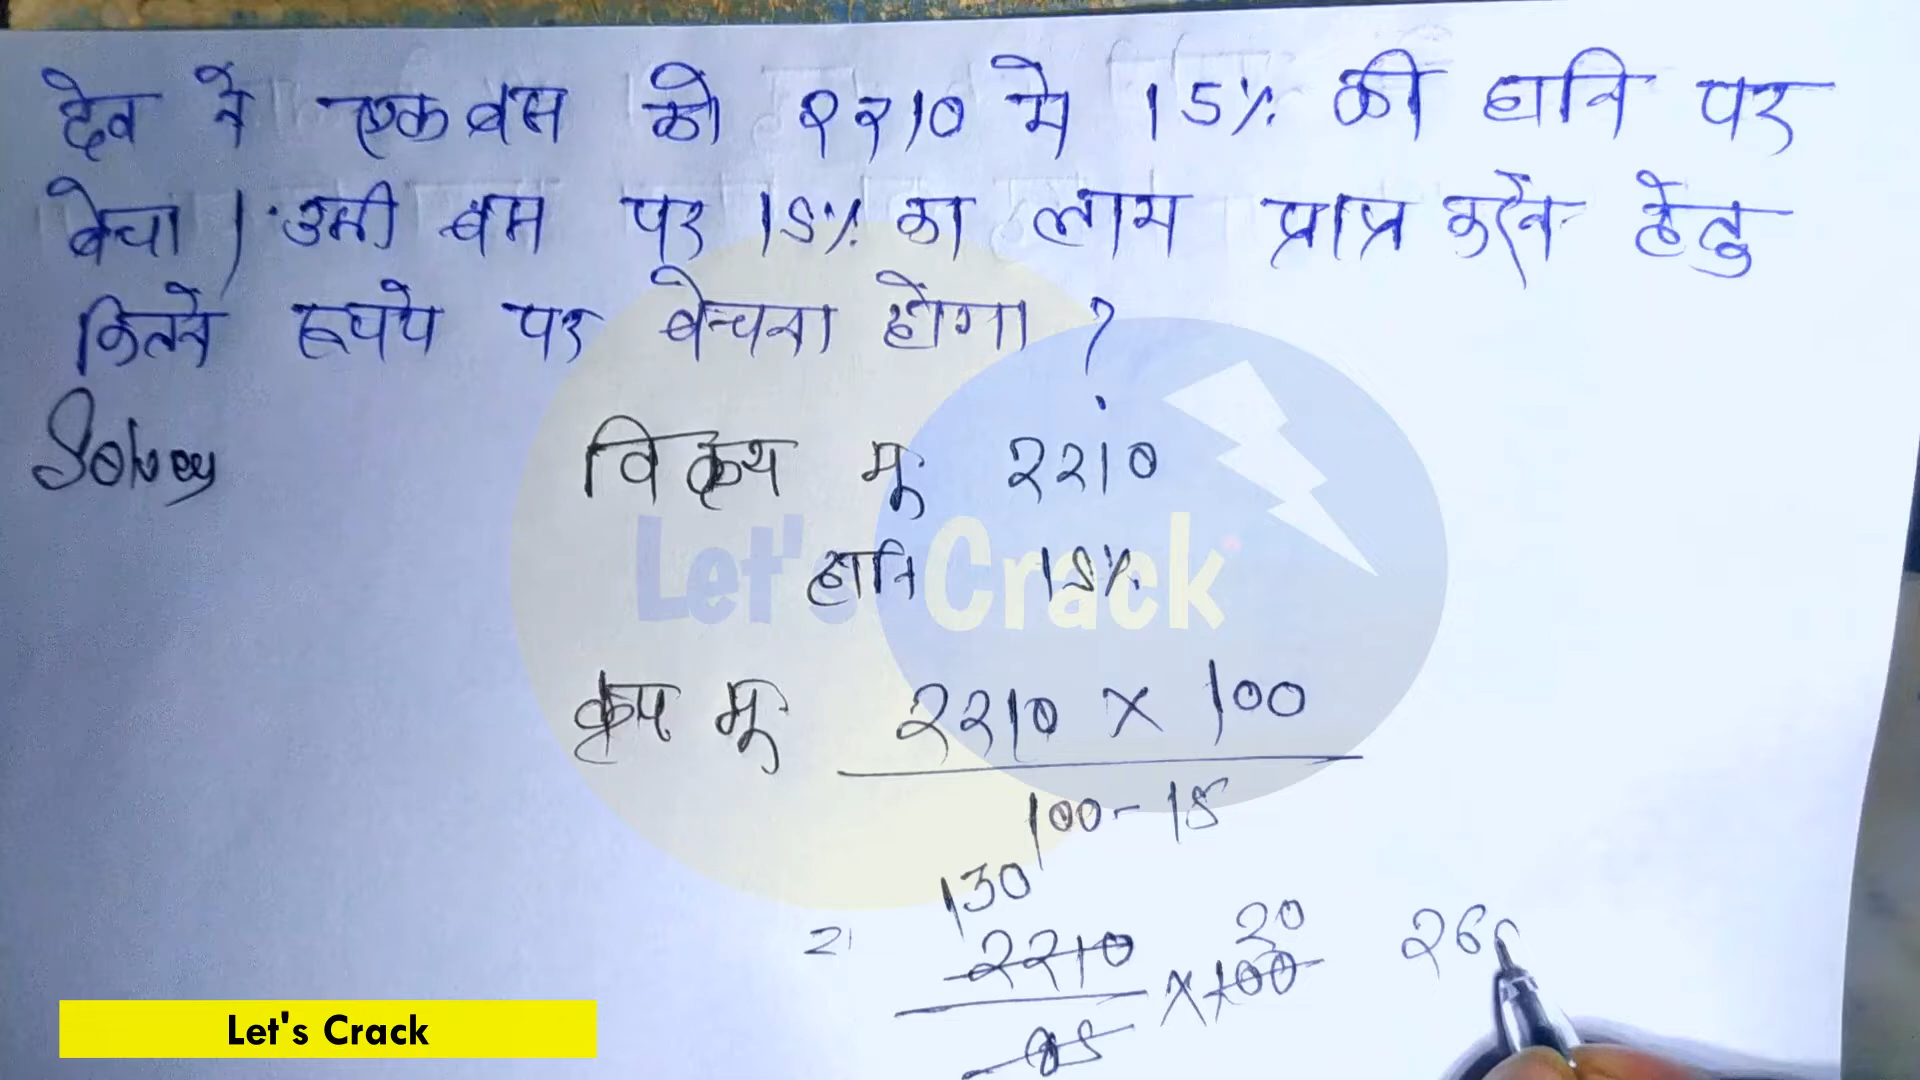 देव ने एक बस को 2210 मे 15% की हानि पर
बेचा। उसी बस पर 15% का लाभ प्राप्त करने हेतु
कितने रूपये पर बेचना होगा ?
Solve
विक्रय मू 2210
हानि 15%
Let's Crack
क्रय मू 2210 X 100
100-15
130
2210 X 100 20 260
85
Let's Crack